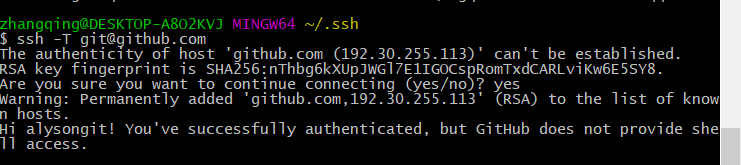 zhangqing@DESKTOP-A8O2KVJ MINGW64 ~/.ssh
$ ssh -T git@github.com
The authenticity of host 'github.com (192.30.255.113)' can't be established.
RSA key fingerprint is SHA256:nThbg6kXUpJWGl7E1IGOCspRomTxdCARLviKw6E5SY8.
Are you sure you want to continue connecting (yes/no)? yes
Warning: Permanently added 'github.com,192.30.255.113' (RSA) to the list of know
n hosts.
Hi alysongit! You've successfully authenticated, but GitHub does not provide she
ll access.